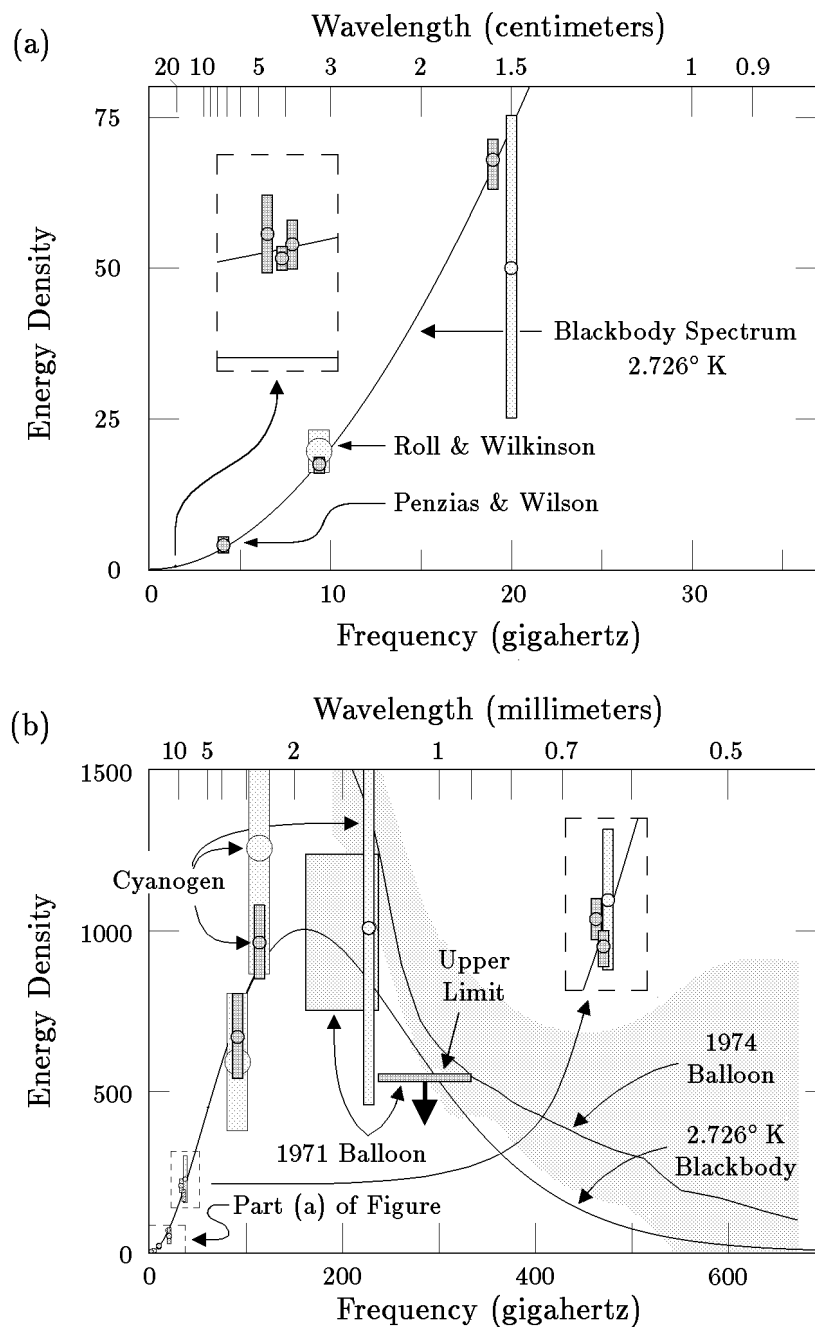 (a)
Wavelength (centimeters)
20 10 5 3 2 1.5 1 0.9
75
50
25
0
Energy Density
Blackbody Spectrum
2.726° K
Roll & Wilkinson
Penzias & Wilson
0 10 20 30
Frequency (gigahertz)
(b)
Wavelength (millimeters)
10 5 2 1 0.7 0.5
1500
1000
500
0
Energy Density
Cyanogen
Upper
Limit
1974
Balloon
2.726° K
Blackbody
1971 Balloon
Part (a) of Figure
0 200 400 600
Frequency (gigahertz)